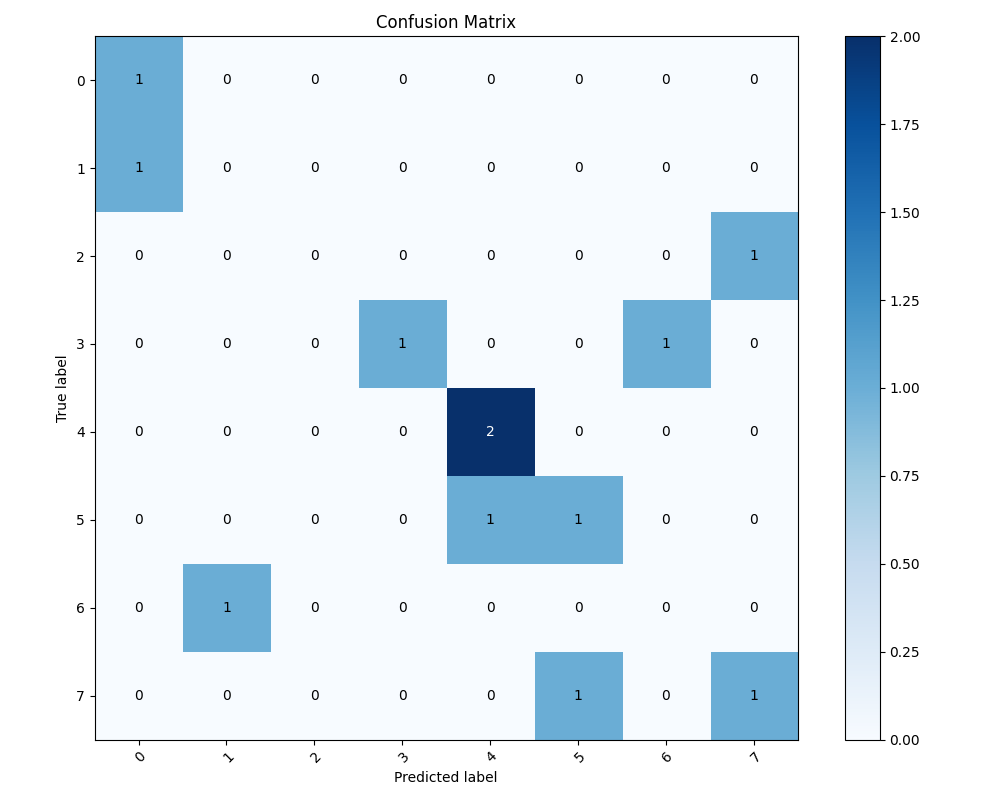 Confusion Matrix
0 1 0 0 0 0 0 0 0
1 1 0 0 0 0 0 0 0
2 0 0 0 0 0 0 0 1
3 0 0 0 1 0 0 1 0
4 0 0 0 0 2 0 0 0
5 0 0 0 0 1 1 0 0
6 0 1 0 0 0 0 0 0
7 0 0 0 0 0 1 0 1
0 1 2 3 4 5 6 7
Predicted label
True label
2.00
1.75
1.50
1.25
1.00
0.75
0.50
0.25
0.00